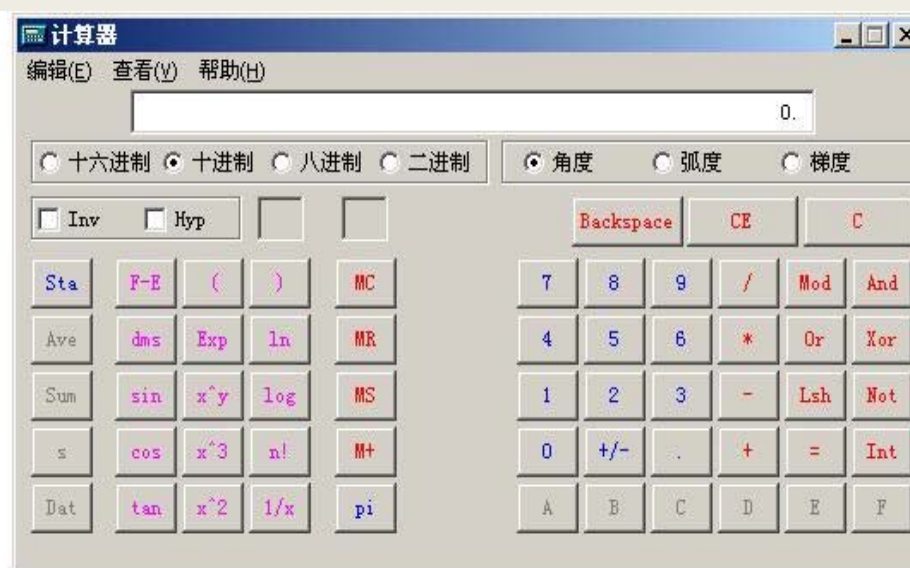 计算器
编辑(E) 查看(V) 帮助(H)
0.
十六进制 十进制 八进制 二进制 角度 弧度 梯度
Inv Hyp Backspace CE C
Sta F-E ( ) MC 7 8 9 / Mod And
Ave dms Exp ln MR 4 5 6 * Or Xor
Sum sin x^y log MS 1 2 3 - Lsh Not
s cos x^3 n! M+ 0 +/- . + = Int
Dat tan x^2 1/x pi A B C D E F